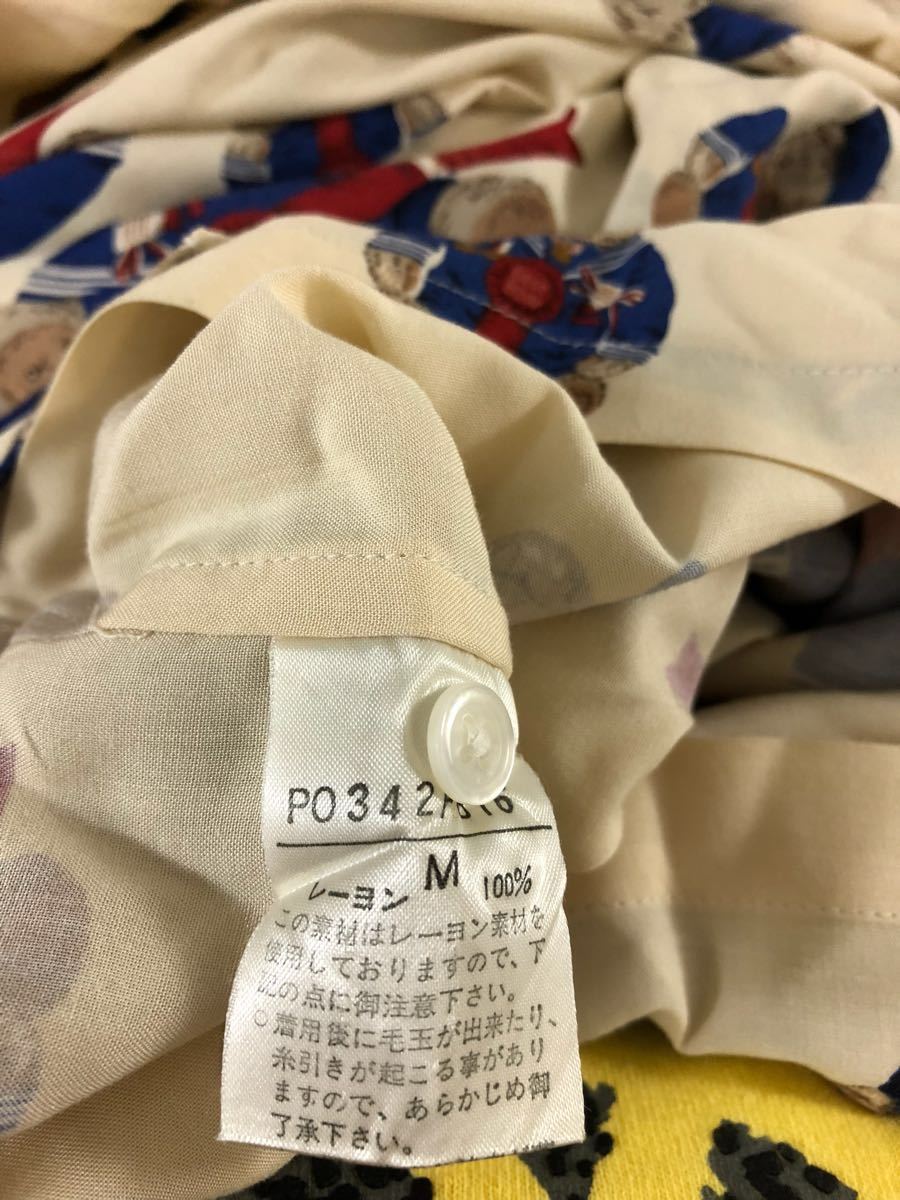 PO342
M
レーヨン 100%
この素材はレーヨン素材を
使用しておりますので、下
記の点に御注意下さい。
○着用後に毛玉が出来たり、
糸引きが起こる事があり
ますので、あらかじめ御
了承下さい。